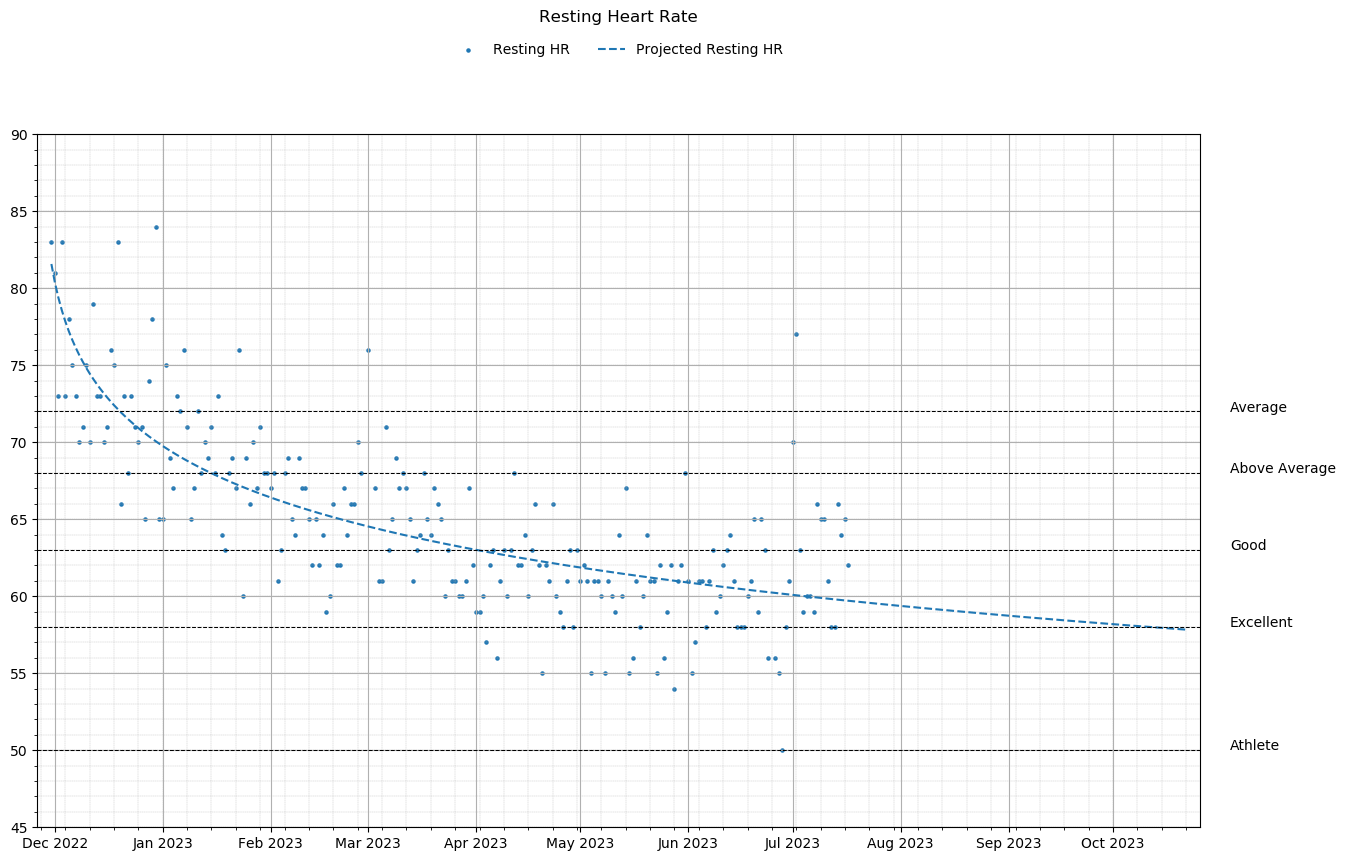 Resting Heart Rate
Resting HR Projected Resting HR
90
85
80
75
Average
70
Above Average
65
Good
60
Excellent
55
50
Athlete
45
Dec 2022 Jan 2023 Feb 2023 Mar 2023 Apr 2023 May 2023 Jun 2023 Jul 2023 Aug 2023 Sep 2023 Oct 2023